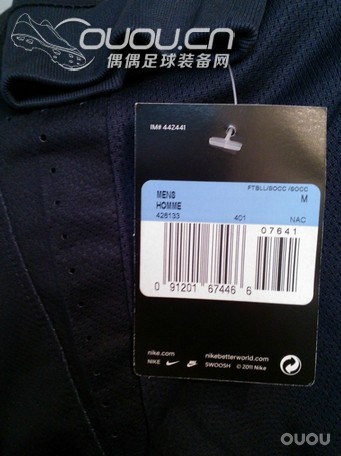 OUOU.CN
偶偶足球装备网
IM# 442441
FTBLL/SOCC /SOCC
MENS M
HOMME
426133 401 NAC
07641
0 91201 67446 6
nike.com nikebetterworld.com
NIKE SWOOSH © 2011 Nike
OUOU